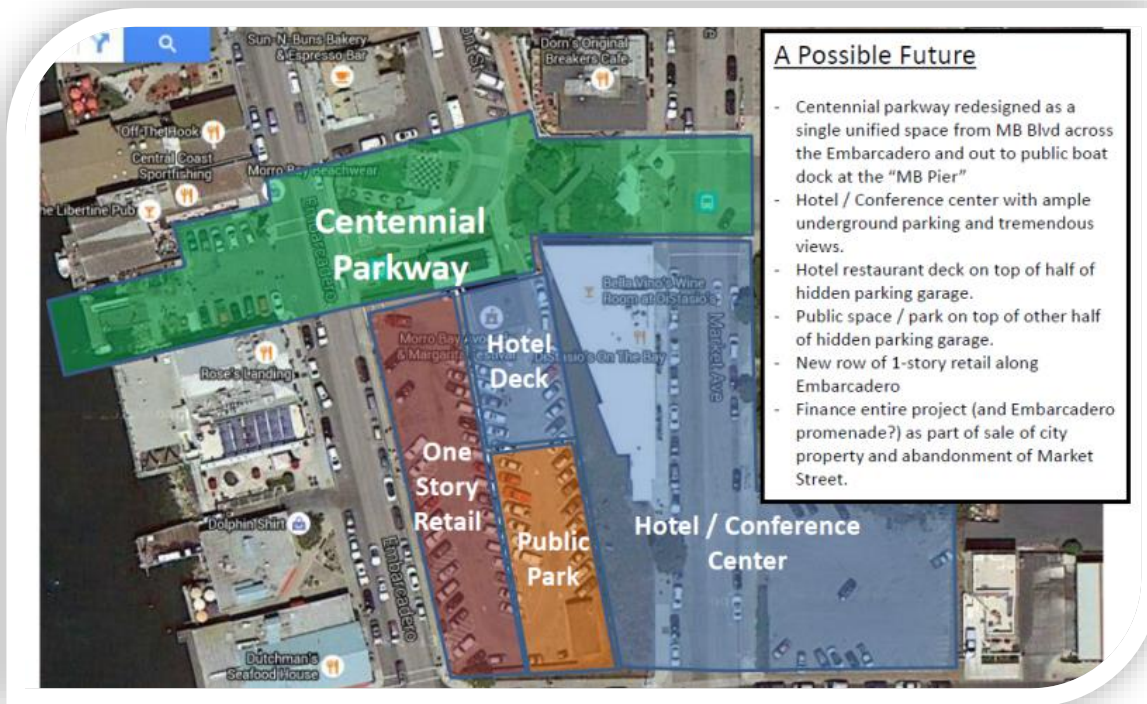 Sun-N-Buns Bakery
& Espresso Bar
Dorn's Original
Breakers Cafe
Off The Hook
Central Coast
Sportfishing
Morro Bay Beachwear
he Libertine Pub
Embarcadero
Centennial
Parkway
Rose's Landing
Morro Bay
& Margarita
Hotel
Deck
Bella Vino's Wine
Room at DiStasio's
DiStasio's On The Bay
Market Ave
One
Story
Retail
Public
Park
Hotel / Conference
Center
Dolphin Shirt
Embarcadero
Dutchman's
Seafood House
A Possible Future
- Centennial parkway redesigned as a
single unified space from MB Blvd across
the Embarcadero and out to public boat
dock at the “MB Pier”
- Hotel / Conference center with ample
underground parking and tremendous
views.
- Hotel restaurant deck on top of half of
hidden parking garage.
- Public space / park on top of other half
of hidden parking garage.
- New row of 1-story retail along
Embarcadero
- Finance entire project (and Embarcadero
promenade?) as part of sale of city
property and abandonment of Market
Street.